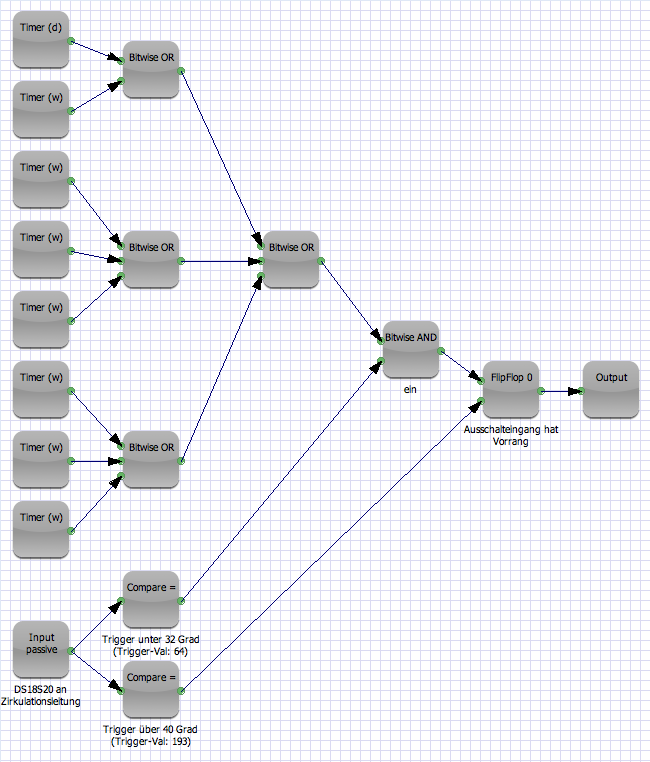 Timer (d)
Bitwise OR
Timer (w)
Timer (w)
Timer (w)
Bitwise OR
Bitwise OR
Timer (w)
Bitwise AND
ein
Timer (w)
FlipFlop 0
Output
Ausschalteingang hat
Vorrang
Timer (w)
Bitwise OR
Timer (w)
Compare =
Trigger unter 32 Grad
(Trigger-Val: 64)
Input
passive
DS18S20 an
Zirkulationsleitung
Compare =
Trigger über 40 Grad
(Trigger-Val: 193)